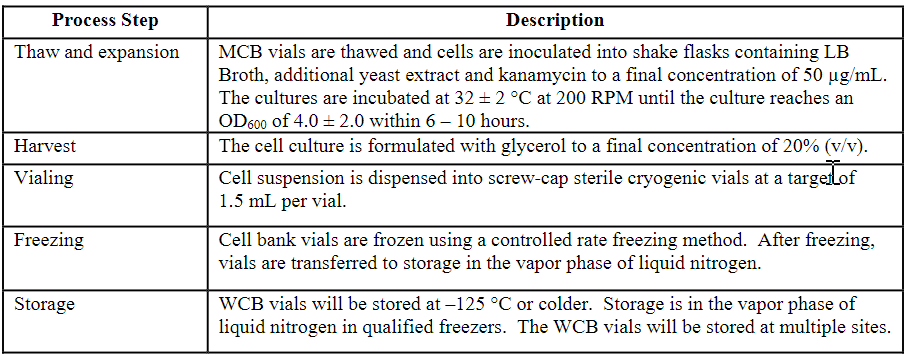 Process Step Description
Thaw and expansion MCB vials are thawed and cells are inoculated into shake flasks containing LB
Broth, additional yeast extract and kanamycin to a final concentration of 50 µg/mL.
The cultures are incubated at 32 ± 2 °C at 200 RPM until the culture reaches an
OD600 of 4.0 ± 2.0 within 6 – 10 hours.
Harvest The cell culture is formulated with glycerol to a final concentration of 20% (v/v).
Vialing Cell suspension is dispensed into screw-cap sterile cryogenic vials at a target of
1.5 mL per vial.
Freezing Cell bank vials are frozen using a controlled rate freezing method. After freezing,
vials are transferred to storage in the vapor phase of liquid nitrogen.
Storage WCB vials will be stored at –125 °C or colder. Storage is in the vapor phase of
liquid nitrogen in qualified freezers. The WCB vials will be stored at multiple sites.